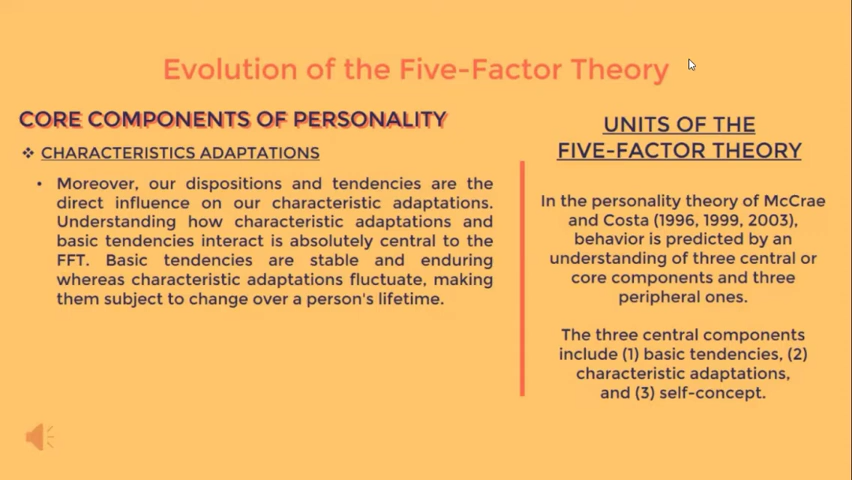 Evolution of the Five-Factor Theory
CORE COMPONENTS OF PERSONALITY
❖ CHARACTERISTICS ADAPTATIONS
• Moreover, our dispositions and tendencies are the
direct influence on our characteristic adaptations.
Understanding how characteristic adaptations and
basic tendencies interact is absolutely central to the
FFT. Basic tendencies are stable and enduring
whereas characteristic adaptations fluctuate, making
them subject to change over a person's lifetime.
UNITS OF THE
FIVE-FACTOR THEORY
In the personality theory of McCrae
and Costa (1996, 1999, 2003),
behavior is predicted by an
understanding of three central or
core components and three
peripheral ones.
The three central components
include (1) basic tendencies, (2)
characteristic adaptations,
and (3) self-concept.